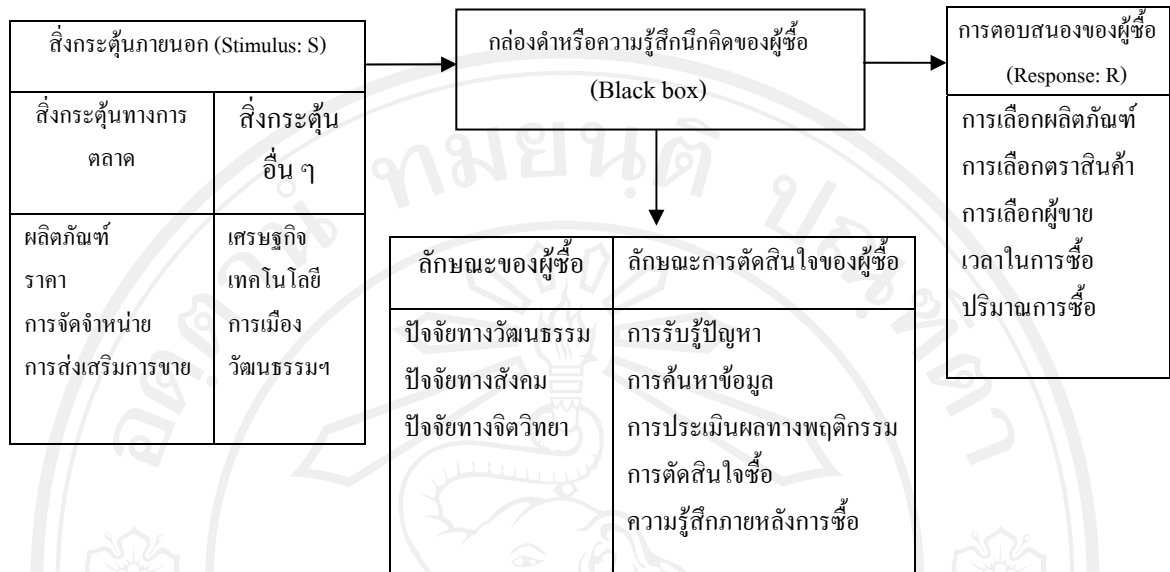 สิ่งกระตุ้นภายนอก (Stimulus: S)
สิ่งกระตุ้นทางการ
ตลาด
สิ่งกระตุ้น
อื่น ๆ
ผลิตภัณฑ์
ราคา
การจัดจำหน่าย
การส่งเสริมการขาย
เศรษฐกิจ
เทคโนโลยี
การเมือง
วัฒนธรรมฯ
กล่องดำหรือความรู้สึกนึกคิดของผู้ซื้อ
(Black box)
ลักษณะของผู้ซื้อ
ปัจจัยทางวัฒนธรรม
ปัจจัยทางสังคม
ปัจจัยทางจิตวิทยา
ลักษณะการตัดสินใจของผู้ซื้อ
การรับรู้ปัญหา
การค้นหาข้อมูล
การประเมินผลทางพฤติกรรม
การตัดสินใจซื้อ
ความรู้สึกภายหลังการซื้อ
การตอบสนองของผู้ซื้อ
(Response: R)
การเลือกผลิตภัณฑ์
การเลือกตราสินค้า
การเลือกผู้ขาย
เวลาในการซื้อ
ปริมาณการซื้อ